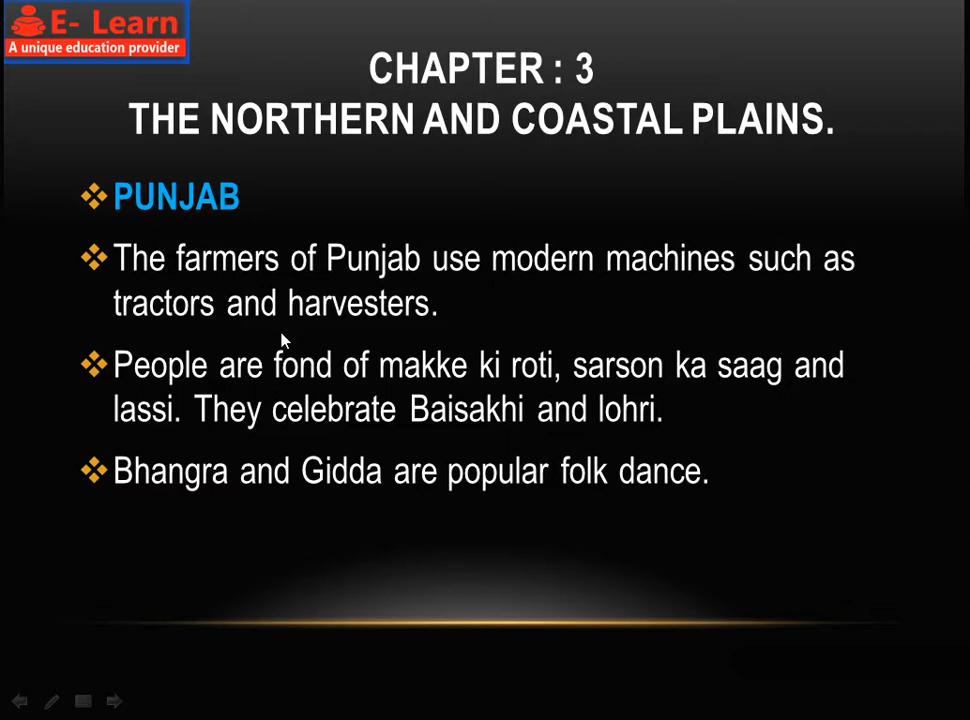 E- Learn
A unique education provider
CHAPTER : 3
THE NORTHERN AND COASTAL PLAINS.
PUNJAB
The farmers of Punjab use modern machines such as
tractors and harvesters.
People are fond of makke ki roti, sarson ka saag and
lassi. They celebrate Baisakhi and lohri.
Bhangra and Gidda are popular folk dance.